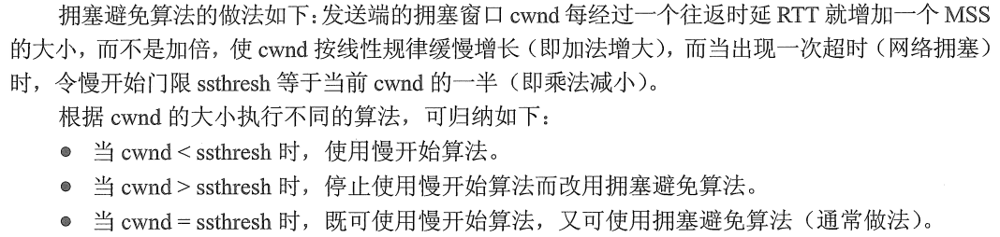 拥塞避免算法的做法如下：发送端的拥塞窗口 cwnd 每经过一个往返时延 RTT 就增加一个 MSS
的大小，而不是加倍，使 cwnd 按线性规律缓慢增长（即加法增大），而当出现一次超时（网络拥塞）
时，令慢开始门限 ssthresh 等于当前 cwnd 的一半（即乘法减小）。
根据 cwnd 的大小执行不同的算法，可归纳如下：
● 当 cwnd < ssthresh 时，使用慢开始算法。
● 当 cwnd > ssthresh 时，停止使用慢开始算法而改用拥塞避免算法。
● 当 cwnd = ssthresh 时，既可使用慢开始算法，又可使用拥塞避免算法（通常做法）。